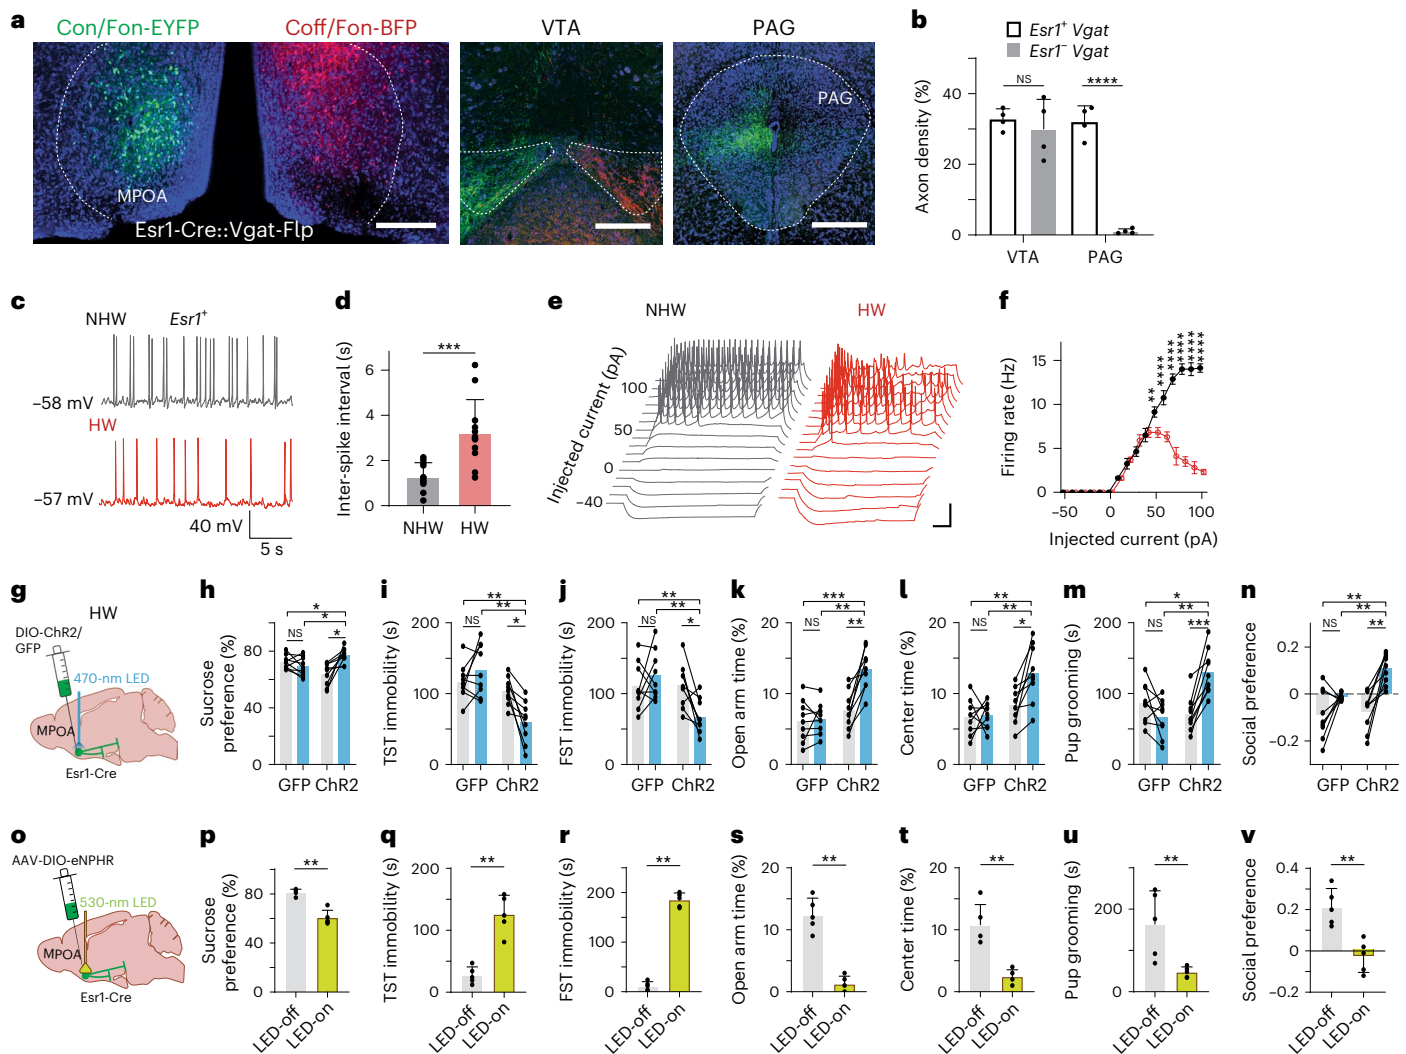 a
Con/Fon-EYFP
Coff/Fon-BFP
VTA
PAG
MPOA
Esr1-Cre::Vgat-Flp
PAG
b
Esr1+ Vgat
Esr1− Vgat
Axon density (%)
NS
****
40
20
0
VTA
PAG
c
NHW
Esr1+
−58 mV
HW
−57 mV
40 mV
5 s
d
Inter-spike interval (s)
***
6
4
2
0
NHW
HW
e
NHW
HW
Injected current (pA)
100
50
0
−40
f
Firing rate (Hz)
15
10
5
0
**
****
****
****
****
****
−50
0
50
100
Injected current (pA)
g
HW
DIO-ChR2/
GFP
470-nm LED
MPOA
Esr1-Cre
h
Sucrose
preference (%)
*
*
NS
*
80
40
0
GFP ChR2
i
TST immobility (s)
**
**
NS
*
200
100
0
GFP ChR2
j
FST immobility (s)
**
**
NS
*
200
100
0
GFP ChR2
k
Open arm time (%)
***
**
NS
**
20
10
0
GFP ChR2
l
Center time (%)
**
**
NS
*
20
10
0
GFP ChR2
m
Pup grooming (s)
*
**
NS
***
200
100
0
GFP ChR2
n
Social preference
**
**
NS
**
0.2
0
−0.2
GFP ChR2
o
AAV-DIO-eNPHR
530-nm LED
MPOA
Esr1-Cre
p
Sucrose
preference (%)
**
80
40
0
LED-off
LED-on
q
TST immobility (s)
**
200
100
0
LED-off
LED-on
r
FST immobility (s)
**
200
100
0
LED-off
LED-on
s
Open arm time (%)
**
20
10
0
LED-off
LED-on
t
Center time (%)
**
20
10
0
LED-off
LED-on
u
Pup grooming (s)
**
200
0
LED-off
LED-on
v
Social preference
**
0.4
0.2
0
−0.2
LED-off
LED-on